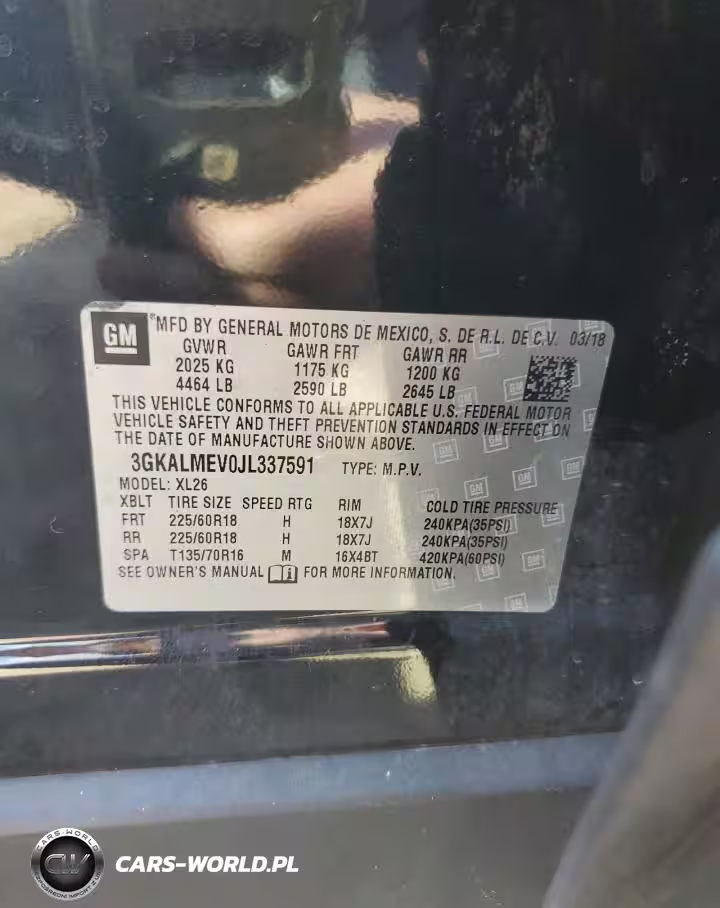 GM
®MFD BY GENERAL MOTORS DE MEXICO, S. DE R.L. DE C.V. 03/18
GVWR GAWR FRT GAWR RR
2025 KG 1175 KG 1200 KG
4464 LB 2590 LB 2645 LB
THIS VEHICLE CONFORMS TO ALL APPLICABLE U.S. FEDERAL MOTOR
VEHICLE SAFETY AND THEFT PREVENTION STANDARDS IN EFFECT ON
THE DATE OF MANUFACTURE SHOWN ABOVE.
3GKALMEV0JL337591 TYPE: M.P.V.
MODEL: XL26
XBLT TIRE SIZE SPEED RTG RIM COLD TIRE PRESSURE
FRT 225/60R18 H 18X7J 240KPA(35PSI)
RR 225/60R18 H 18X7J 240KPA(35PSI)
SPA T135/70R16 M 16X4BT 420KPA(60PSI)
SEE OWNER'S MANUAL FOR MORE INFORMATION.
CARS-WORLD
CW
CARS-WORLD.PL